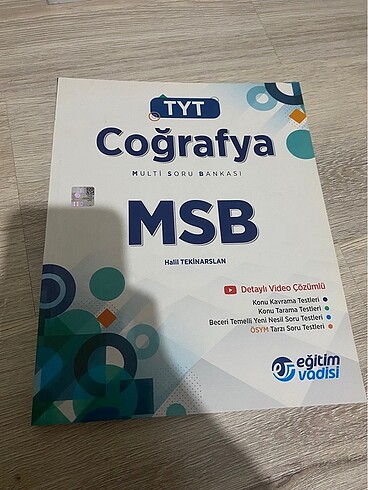 TYT
Coğrafya
MULTİ SORU BANKASI
MSB
Halil TEKİNARSLAN
Detaylı Video Çözümlü
Konu Kavrama Testleri
Konu Tarama Testleri
Beceri Temelli Yeni Nesil Soru Testleri
ÖSYM Tarzı Soru Testleri
eğitim
vadisi